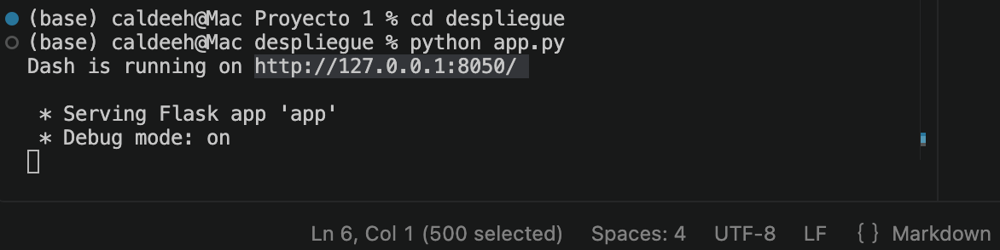 (base) caldeeh@Mac Proyecto 1 % cd despliegue
(base) caldeeh@Mac despliegue % python app.py
Dash is running on http://127.0.0.1:8050/
* Serving Flask app 'app'
* Debug mode: on
Ln 6, Col 1 (500 selected) Spaces: 4 UTF-8 LF {} Markdown